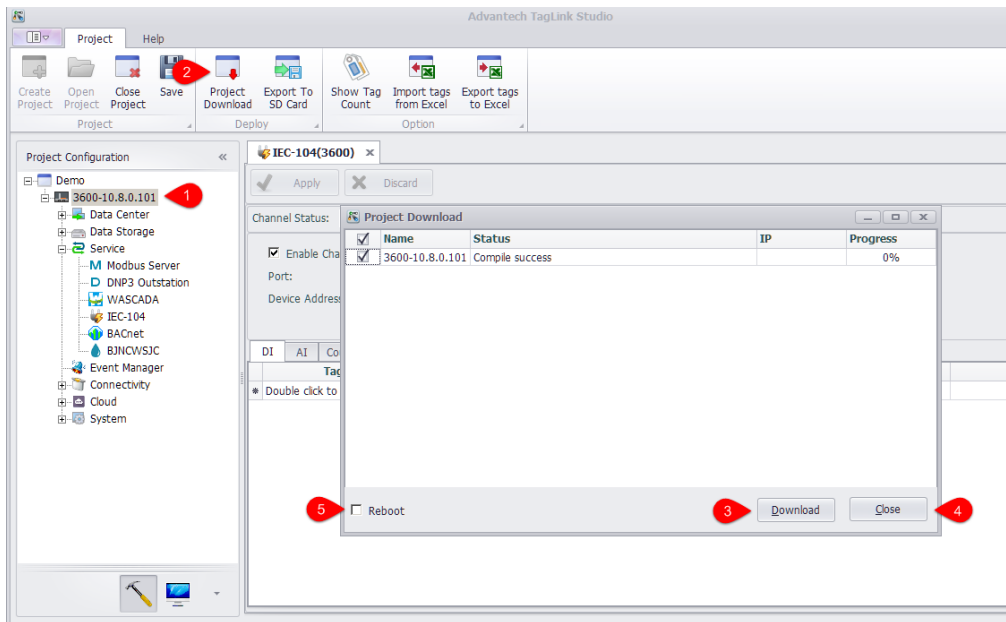 Advantech TagLink Studio
Project Help
2
Create Project
Open Project
Close Project
Save
Project Download
Export To SD Card
Show Tag Count
Import tags from Excel
Export tags to Excel
Project
Deploy
Option
Project Configuration «
IEC-104(3600) ×
Demo
3600-10.8.0.101 1
Data Center
Data Storage
Service
Modbus Server
DNP3 Outstation
WASCADA
IEC-104
BACnet
BJNCWSJC
Event Manager
Connectivity
Cloud
System
Apply Discard
Channel Status:
Enable Cha
Port:
Device Address
DI AI Co
Tag
Double click to
Project Download
Name Status IP Progress
3600-10.8.0.101 Compile success 0%
5 Reboot 3 Download Close 4